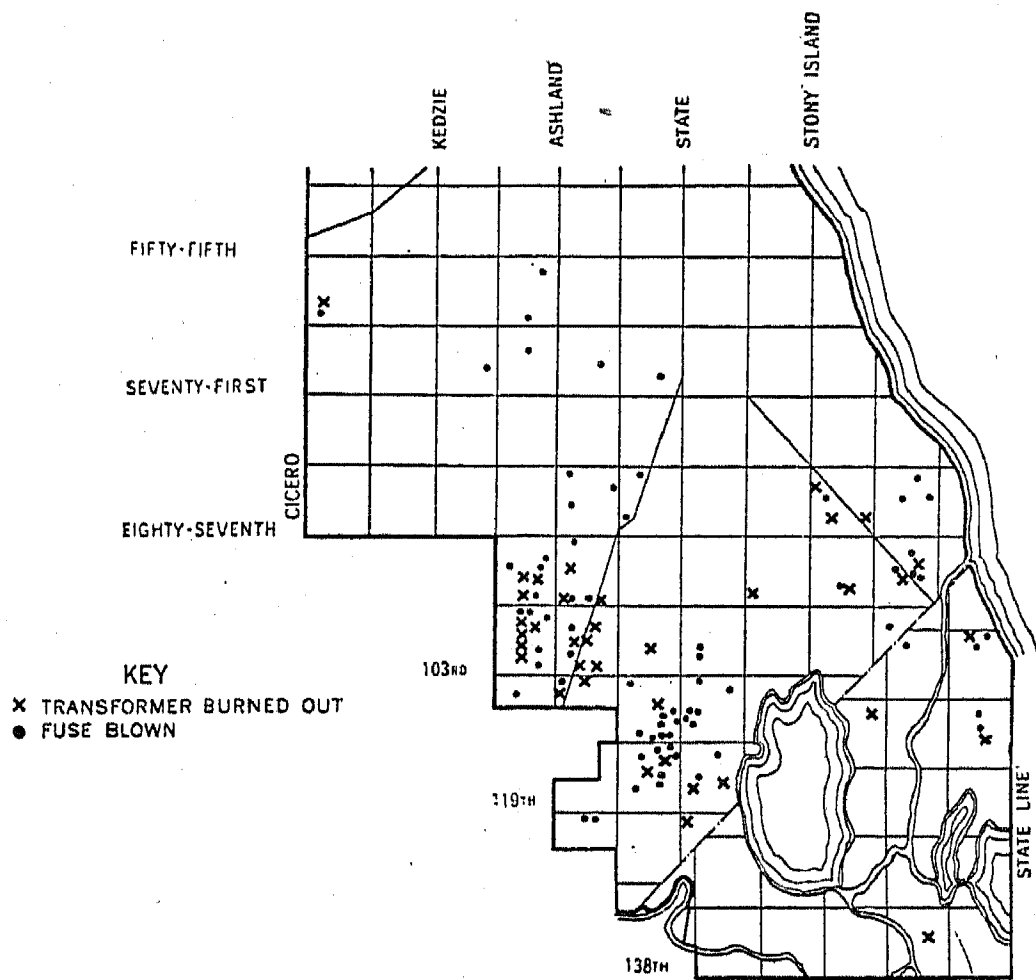 KEDZIE
ASHLAND
STATE
STONY ISLAND
FIFTY-FIFTH
SEVENTY-FIRST
CICERO
EIGHTY-SEVENTH
103RD
KEY
X TRANSFORMER BURNED OUT
• FUSE BLOWN
119TH
STATE LINE
138TH